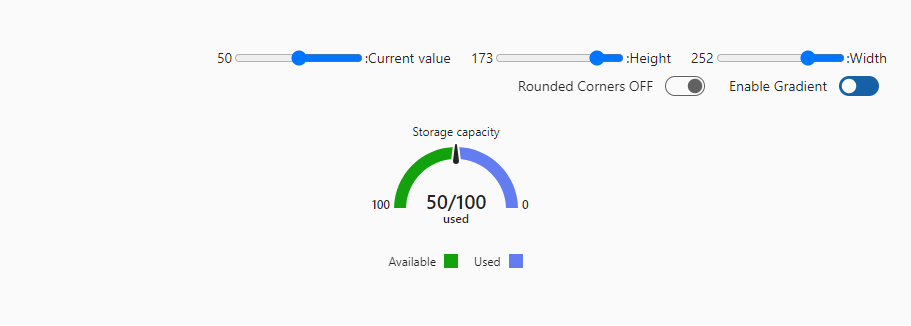 Width: 252 Height: 173 Current value: 50
Enable Gradient Rounded Corners OFF
Storage capacity
100 50/100 0
used
Available Used